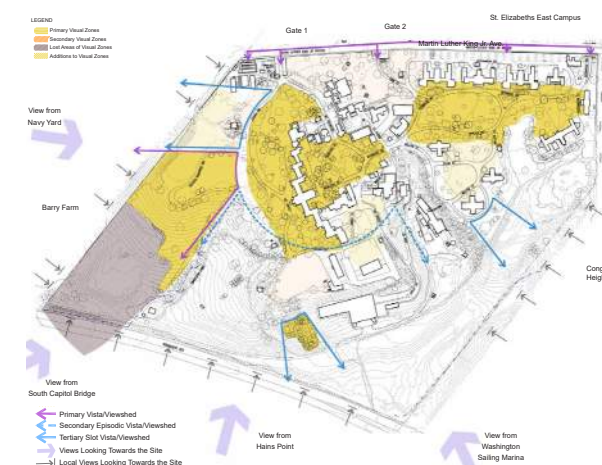 LEGEND
Primary Visual Zones
Secondary Visual Zones
Lost Areas of Visual Zones
Additions to Visual Zones
Gate 1
Gate 2
St. Elizabeths East Campus
Martin Luther King Jr. Ave
View from
Navy Yard
Barry Farm
Cong
Heigh
View from
South Capitol Bridge
Primary Vista/Viewshed
Secondary Episodic Vista/Viewshed
Tertiary Slot Vista/Viewshed
Views Looking Towards the Site
Local Views Looking Towards the Site
View from
Hains Point
View from
Washington
Sailing Marina